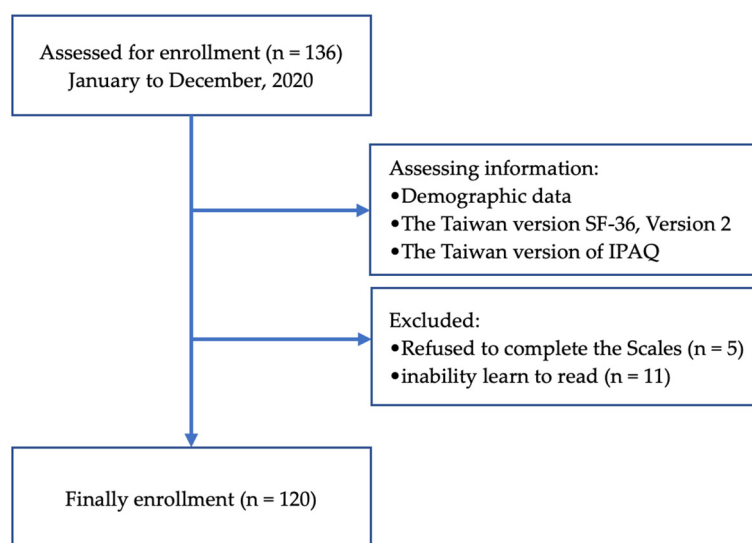 Assessed for enrollment (n = 136)
January to December, 2020
Assessing information:
•Demographic data
•The Taiwan version SF-36, Version 2
•The Taiwan version of IPAQ
Excluded:
•Refused to complete the Scales (n = 5)
•inability learn to read (n = 11)
Finally enrollment (n = 120)